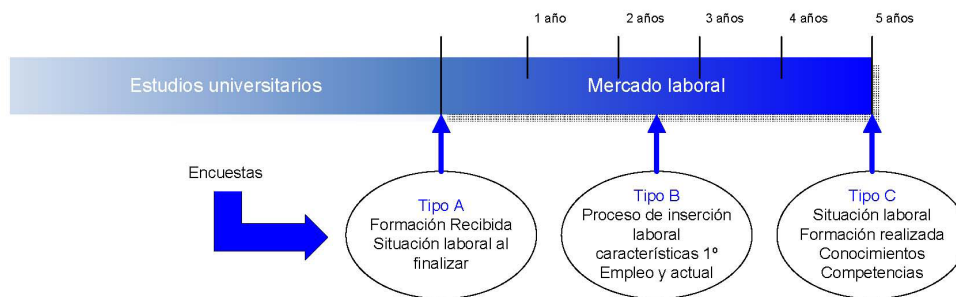 1 año
2 años
3 años
4 años
5 años
Estudios universitarios
Mercado laboral
Encuestas
Tipo A
Formación Recibida
Situación laboral al
finalizar
Tipo B
Proceso de inserción
laboral
características 1º
Empleo y actual
Tipo C
Situación laboral
Formación realizada
Conocimientos
Competencias